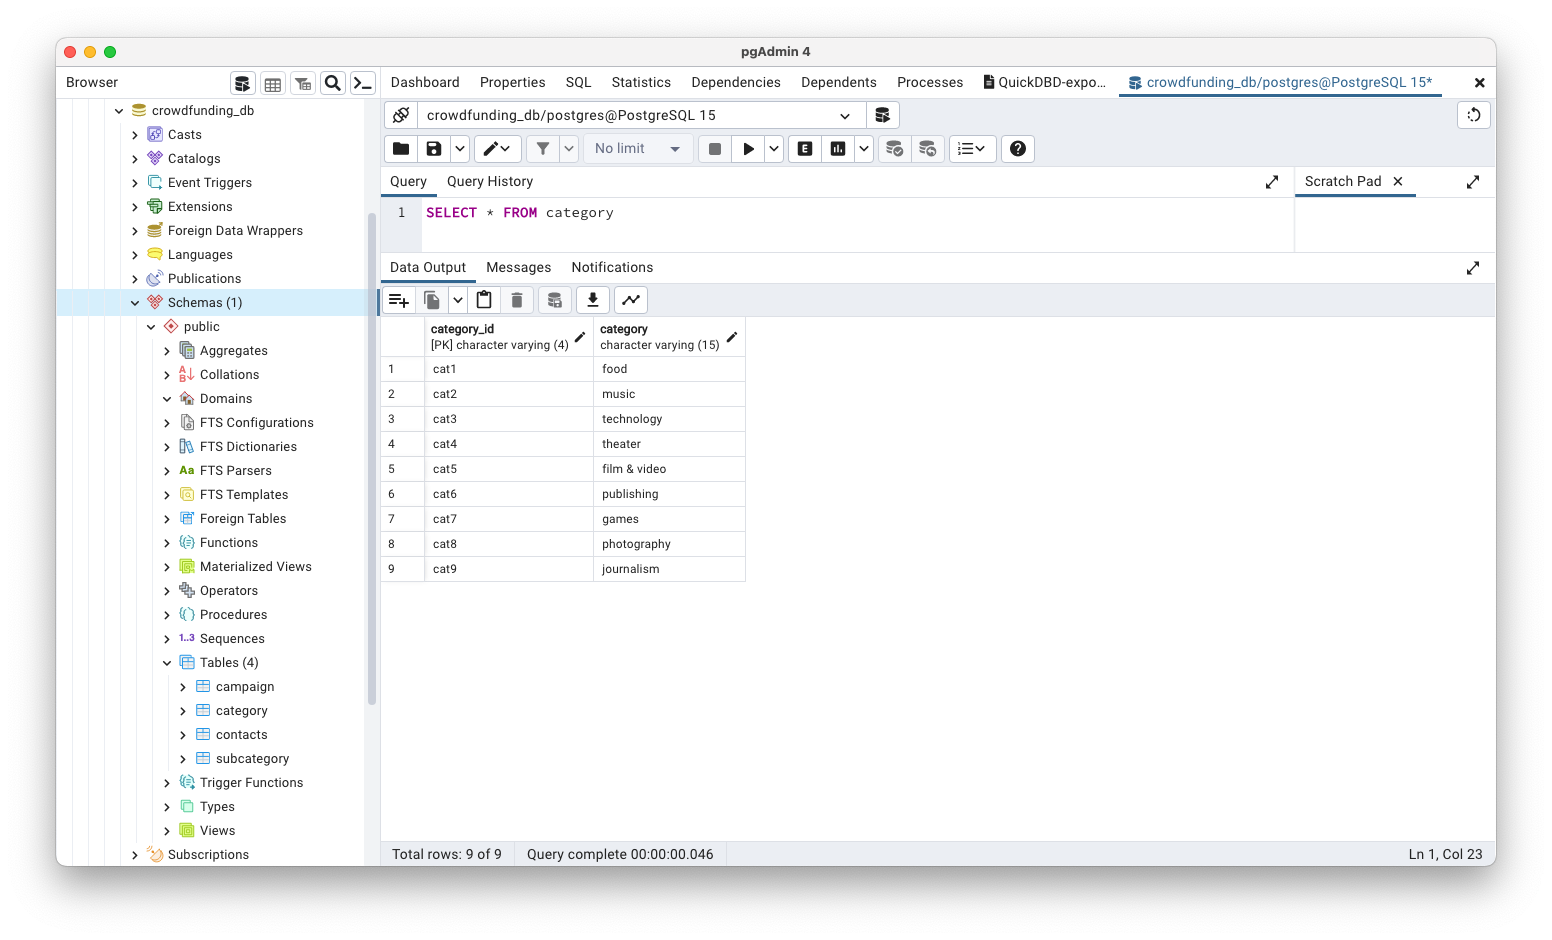 pgAdmin 4
Browser
Dashboard Properties SQL Statistics Dependencies Dependents Processes QuickDBD-expo... crowdfunding_db/postgres@PostgreSQL 15*
crowdfunding_db
Casts
Catalogs
Event Triggers
Extensions
Foreign Data Wrappers
Languages
Publications
Schemas (1)
public
Aggregates
Collations
Domains
FTS Configurations
FTS Dictionaries
Aa FTS Parsers
FTS Templates
Foreign Tables
Functions
Materialized Views
Operators
Procedures
1..3 Sequences
Tables (4)
campaign
category
contacts
subcategory
Trigger Functions
Types
Views
Subscriptions
crowdfunding_db/postgres@PostgreSQL 15
No limit
E
Query Query History
Scratch Pad
1 SELECT * FROM category
Data Output Messages Notifications
category_id category
[PK] character varying (4) character varying (15)
1 cat1 food
2 cat2 music
3 cat3 technology
4 cat4 theater
5 cat5 film & video
6 cat6 publishing
7 cat7 games
8 cat8 photography
9 cat9 journalism
Total rows: 9 of 9 Query complete 00:00:00.046 Ln 1, Col 23